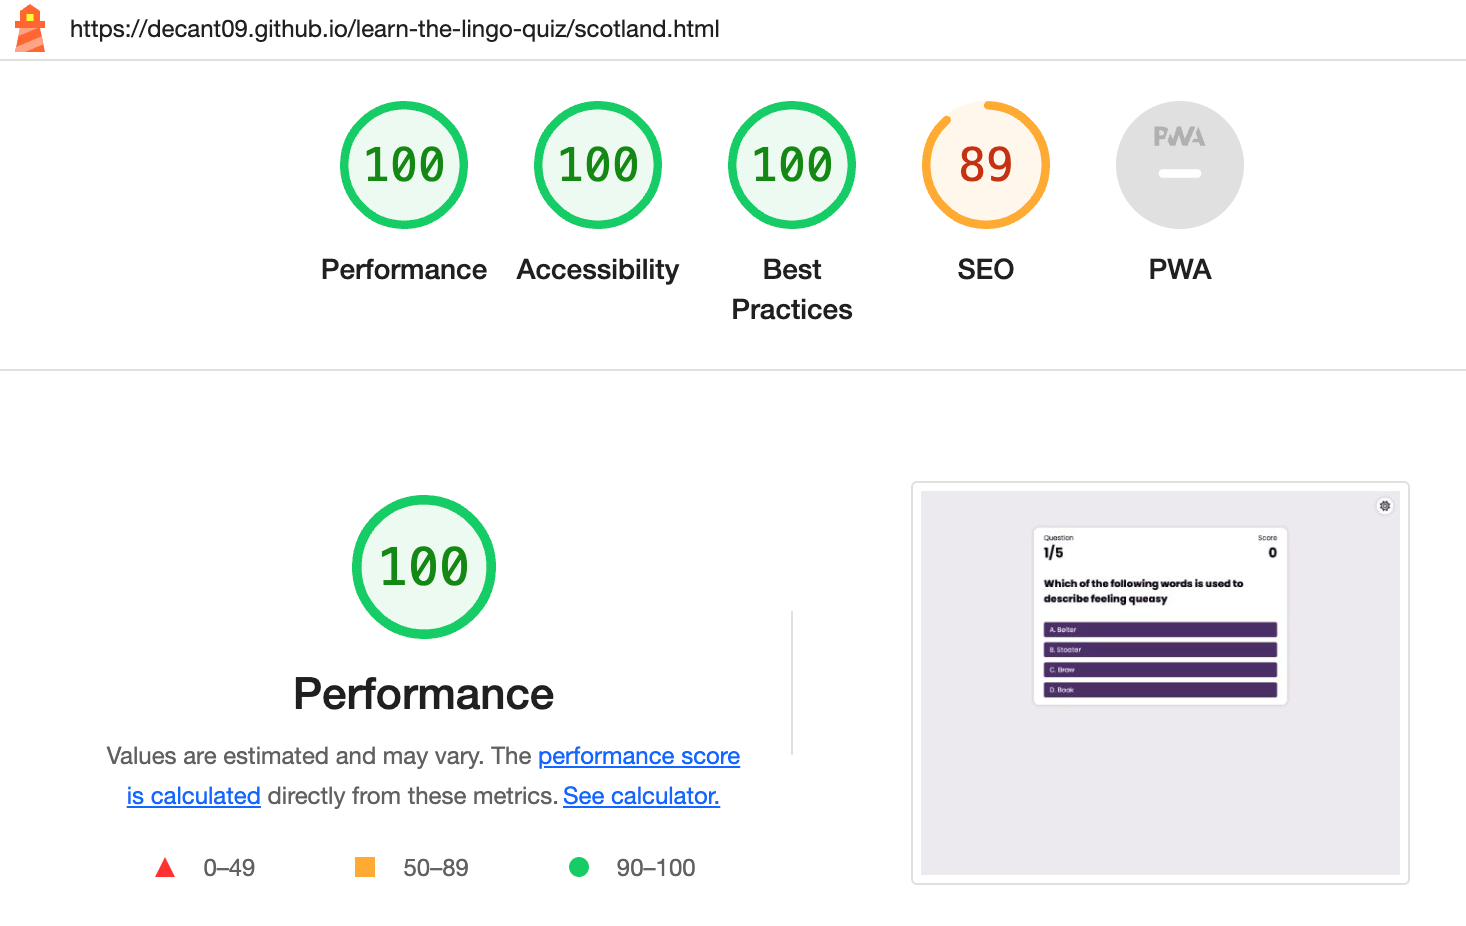 https://decant09.github.io/learn-the-lingo-quiz/scotland.html
100
100
100
89
PWA
Performance
Accessibility
Best
Practices
SEO
PWA
100
Performance
Values are estimated and may vary. The performance score
is calculated directly from these metrics. See calculator.
0–49
50–89
90–100
Question
Score
1/5
0
Which of the following words is used to
describe feeling queasy
A. Belter
B. Stoater
C. Braw
D. Boak